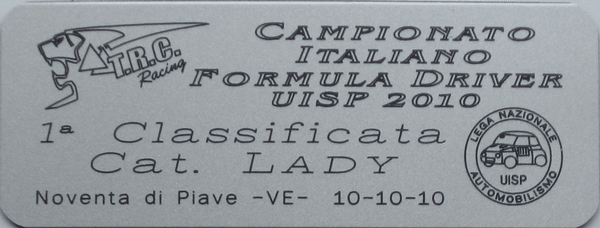 T.R.C.
Racing
CAMPIONATO
ITALIANO
FORMULA DRIVER
UISP 2010
1ª Classificata
Cat. LADY
Noventa di Piave -VE- 10-10-10
LEGA NAZIONALE
UISP
AUTOMOBILISMO